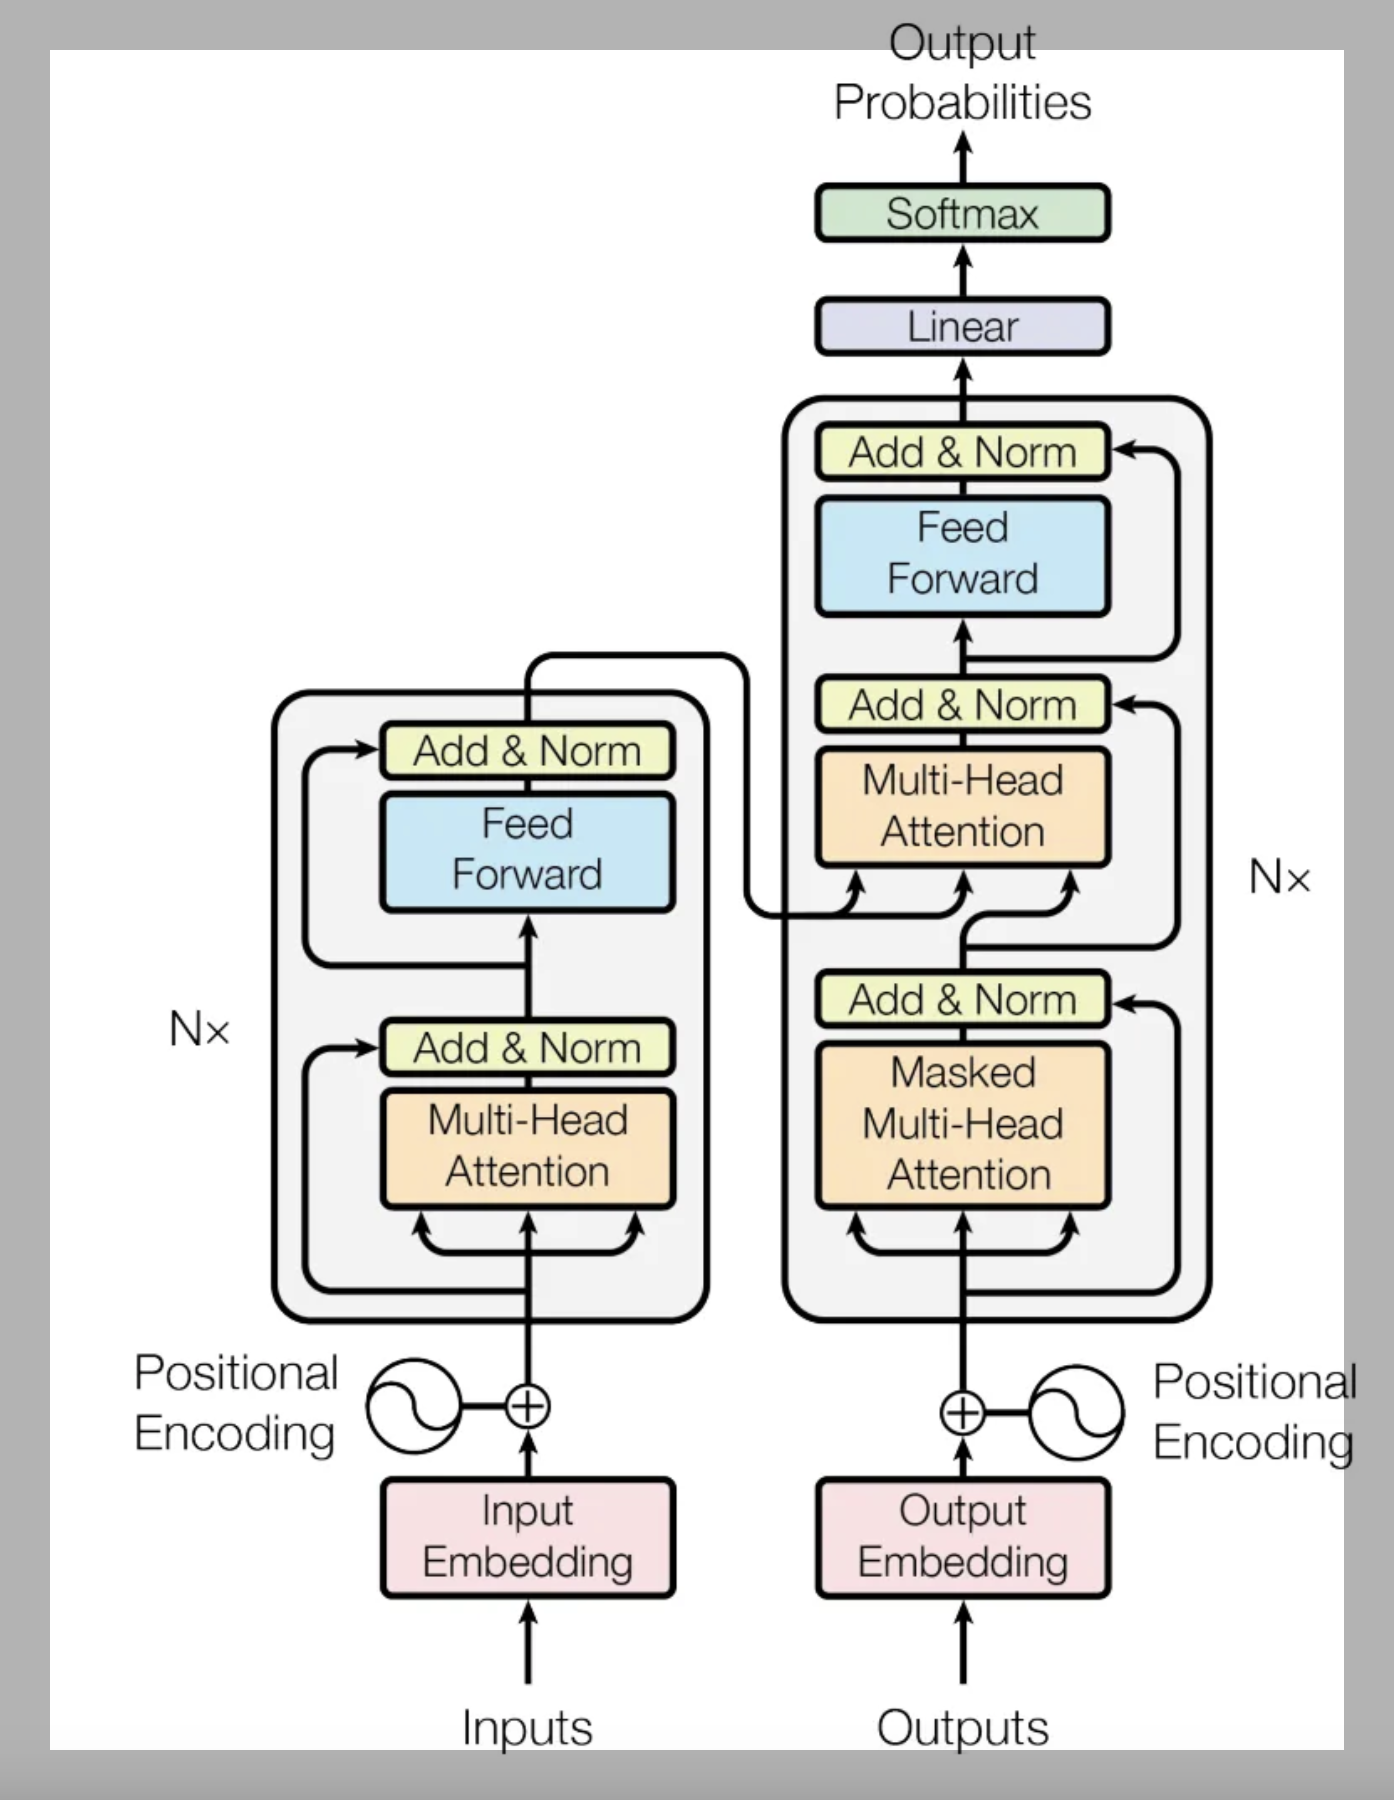 Output
Probabilities
Softmax
Linear
Add & Norm
Feed
Forward
Add & Norm
Multi-Head
Attention
Add & Norm
Masked
Multi-Head
Attention
Nx
Positional
Encoding
Output
Embedding
Outputs
Add & Norm
Feed
Forward
Add & Norm
Multi-Head
Attention
N×
Positional
Encoding
Input
Embedding
Inputs